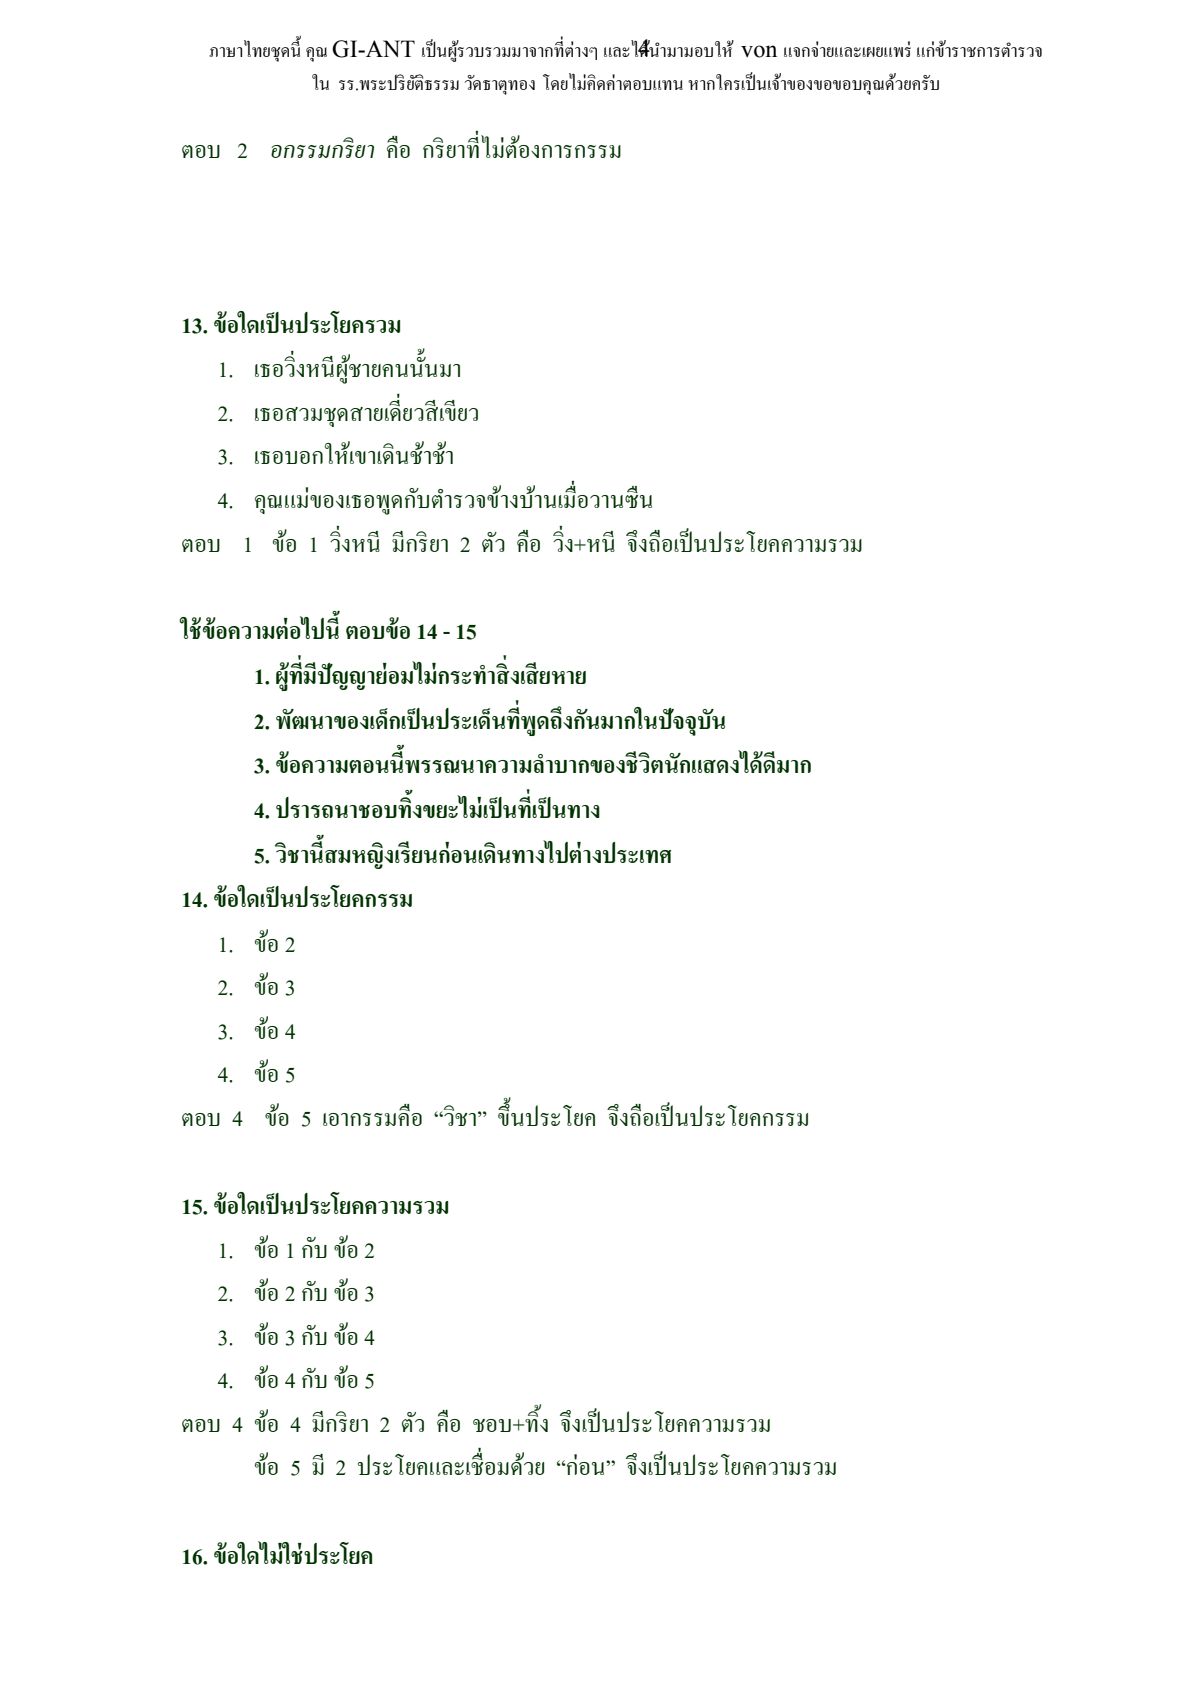 ภาษาไทยชุดนี้ คุณ GI-ANT เป็นผู้รวบรวมมาจากที่ต่างๆ และได้นำมามอบให้ von แจกจ่ายและเผยแพร่ แก่ข้าราชการตำรวจ
4
ใน รร.พระปริยัติธรรม วัดธาตุทอง โดยไม่คิดค่าตอบแทน หากใครเป็นเจ้าของขอขอบคุณด้วยครับ
ตอบ 2 อกรรมกริยา คือ กริยาที่ไม่ต้องการกรรม
13. ข้อใดเป็นประโยครวม
1. เธอวิ่งหนีผู้ชายคนนั้นมา
2. เธอสวมชุดสายเดี่ยวสีเขียว
3. เธอบอกให้เขาเดินช้าช้า
4. คุณแม่ของเธอพูดกับตำรวจข้างบ้านเมื่อวานซืน
ตอบ 1 ข้อ 1 วิ่งหนี มีกริยา 2 ตัว คือ วิ่ง+หนี จึงถือเป็นประโยคความรวม
ใช้ข้อความต่อไปนี้ ตอบข้อ 14 - 15
1. ผู้ที่มีปัญญาย่อมไม่กระทำสิ่งเสียหาย
2. พัฒนาของเด็กเป็นประเด็นที่พูดถึงกันมากในปัจจุบัน
3. ข้อความตอนนี้พรรณนาความลำบากของชีวิตนักแสดงได้ดีมาก
4. ปรารถนาชอบทิ้งขยะไม่เป็นที่เป็นทาง
5. วิชานี้สมหญิงเรียนก่อนเดินทางไปต่างประเทศ
14. ข้อใดเป็นประโยคกรรม
1. ข้อ 2
2. ข้อ 3
3. ข้อ 4
4. ข้อ 5
ตอบ 4 ข้อ 5 เอากรรมคือ “วิชา” ขึ้นประโยค จึงถือเป็นประโยคกรรม
15. ข้อใดเป็นประโยคความรวม
1. ข้อ 1 กับ ข้อ 2
2. ข้อ 2 กับ ข้อ 3
3. ข้อ 3 กับ ข้อ 4
4. ข้อ 4 กับ ข้อ 5
ตอบ 4 ข้อ 4 มีกริยา 2 ตัว คือ ชอบ+ทิ้ง จึงเป็นประโยคความรวม
ข้อ 5 มี 2 ประโยคและเชื่อมด้วย “ก่อน” จึงเป็นประโยคความรวม
16. ข้อใดไม่ใช่ประโยค